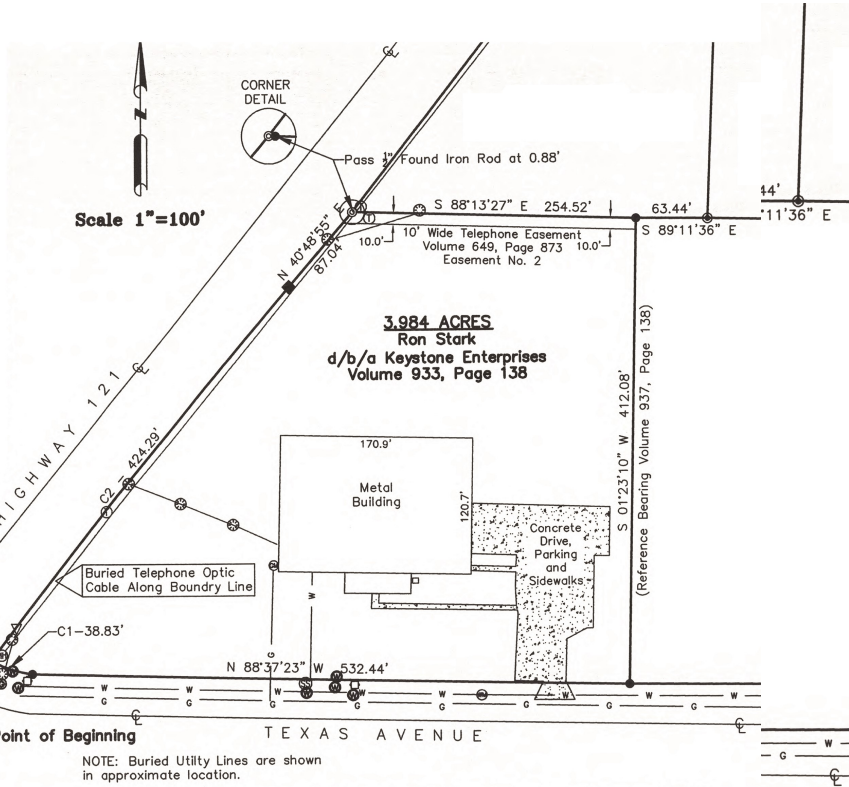 CORNER
DETAIL
N
Pass ½" Found Iron Rod at 0.88'
Scale 1"=100'
S 88°13'27" E 254.52'
63.44'
44'
°11'36" E
S 89°11'36" E
10' Wide Telephone Easement
Volume 649, Page 873
Easement No. 2
10.0'
10.0'
N 40°48'55" E
87.04'
3.984 ACRES
Ron Stark
d/b/a Keystone Enterprises
Volume 933, Page 138
S 01°23'10" W 412.08'
(Reference Bearing Volume 937, Page 138)
HIGHWAY 121
C2 - 424.29'
170.9'
120.7'
Metal
Building
Concrete
Drive,
Parking
and
Sidewalks
Buried Telephone Optic
Cable Along Boundry Line
C1-38.83'
N 88°37'23" W 532.44'
W
G
W W W W W W
G G G G G
W
G
oint of Beginning
TEXAS AVENUE
NOTE: Buried Utilty Lines are shown
in approximate location.